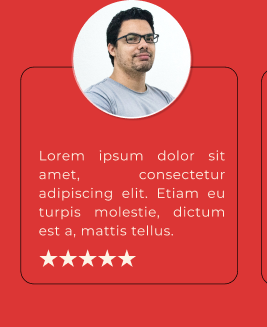 Lorem ipsum dolor sit
amet, consectetur
adipiscing elit. Etiam eu
turpis molestie, dictum
est a, mattis tellus.